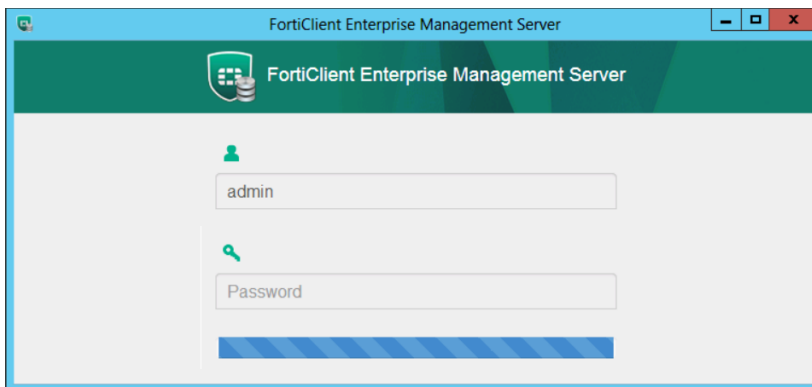 FortiClient Enterprise Management Server
FortiClient Enterprise Management Server
admin
Password